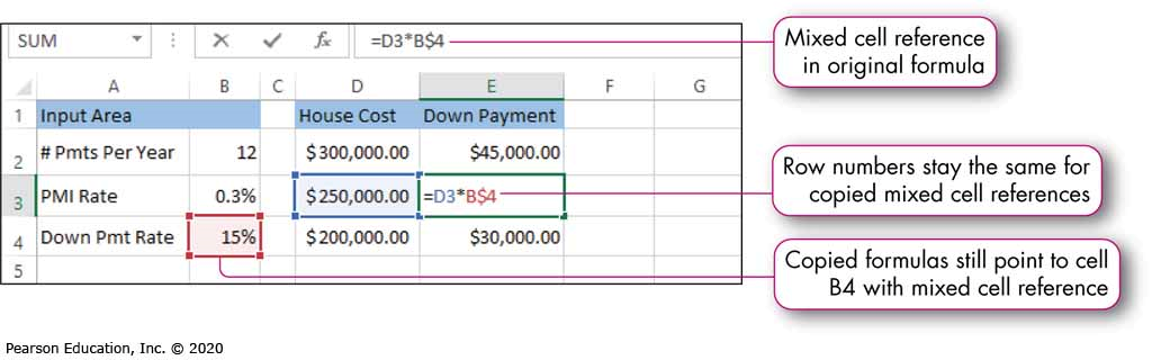 SUM =D3*B$4
Mixed cell reference
in original formula
A B C D E F G
1 Input Area House Cost Down Payment
2 # Pmts Per Year 12 $300,000.00 $45,000.00
3 PMI Rate 0.3% $250,000.00 =D3*B$4
4 Down Pmt Rate 15% $200,000.00 $30,000.00
5
Row numbers stay the same for
copied mixed cell references
Copied formulas still point to cell
B4 with mixed cell reference
Pearson Education, Inc. © 2020